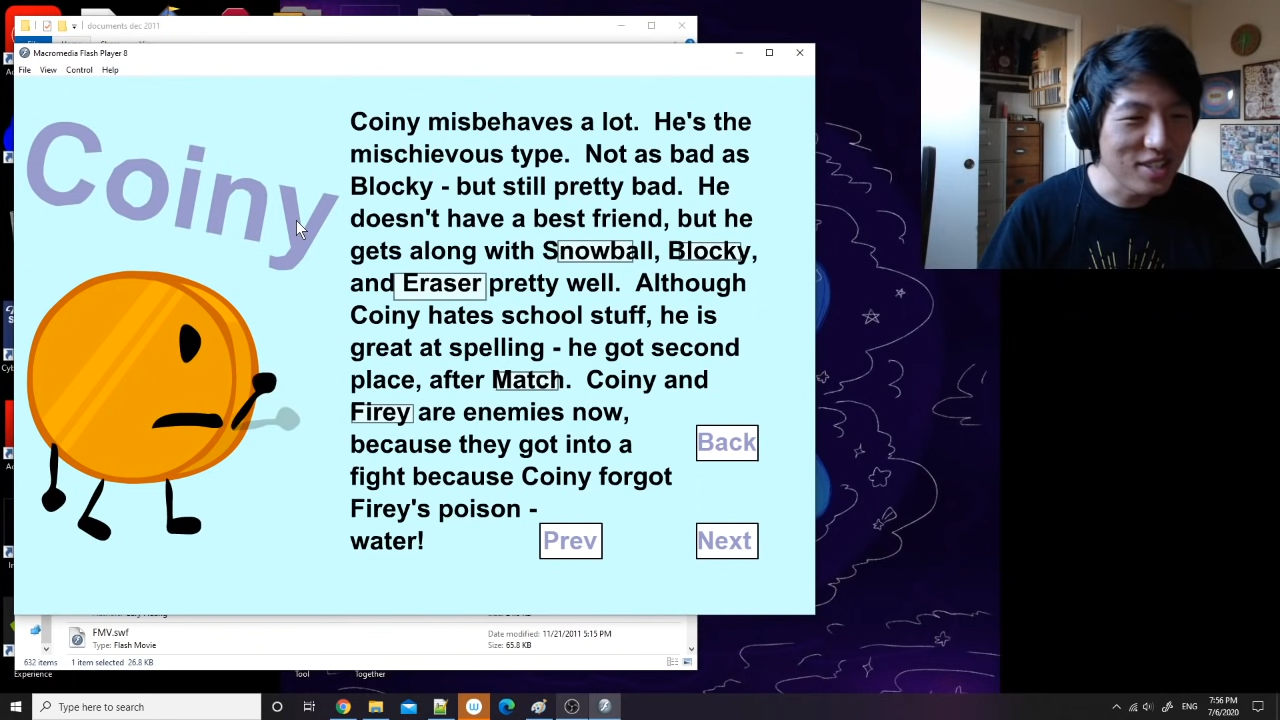 documents dec 2011
Macromedia Flash Player 8
File View Control Help
Coiny
Coiny misbehaves a lot.  He's the
mischievous type.  Not as bad as
Blocky - but still pretty bad.  He
doesn't have a best friend, but he
gets along with Snowball, Blocky,
and Eraser pretty well.  Although
Coiny hates school stuff, he is
great at spelling - he got second
place, after Match.  Coiny and
Firey are enemies now,
because they got into a
fight because Coiny forgot
Firey's poison -
water!
Back
Prev
Next
FMV.swf
Type: Flash Movie
Date modified: 11/21/2011 5:15 PM
Size: 65.8 KB
632 items 1 item selected 26.8 KB
Experience
Tool
Together
Type here to search
ENG
7:56 PM
7/6/2020